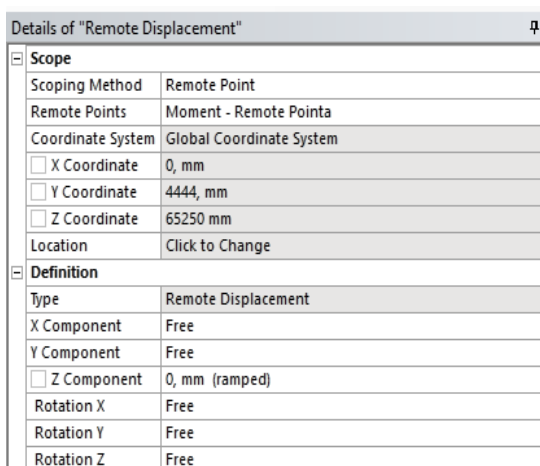 Details of "Remote Displacement"
Scope
Scoping Method Remote Point
Remote Points Moment - Remote Pointa
Coordinate System Global Coordinate System
X Coordinate 0, mm
Y Coordinate 4444, mm
Z Coordinate 65250 mm
Location Click to Change
Definition
Type Remote Displacement
X Component Free
Y Component Free
Z Component 0, mm (ramped)
Rotation X Free
Rotation Y Free
Rotation Z Free